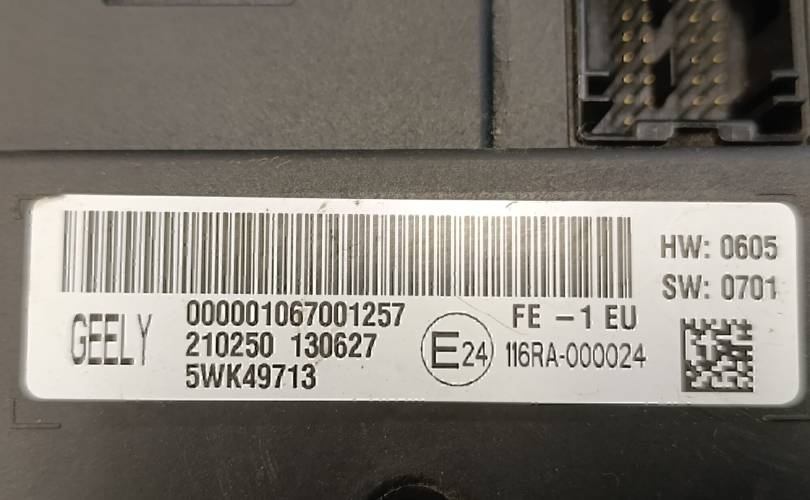 HW: 0605
SW: 0701
GEELY
000001067001257
210250 130627
5WK49713
E24
FE - 1 EU
116RA-000024